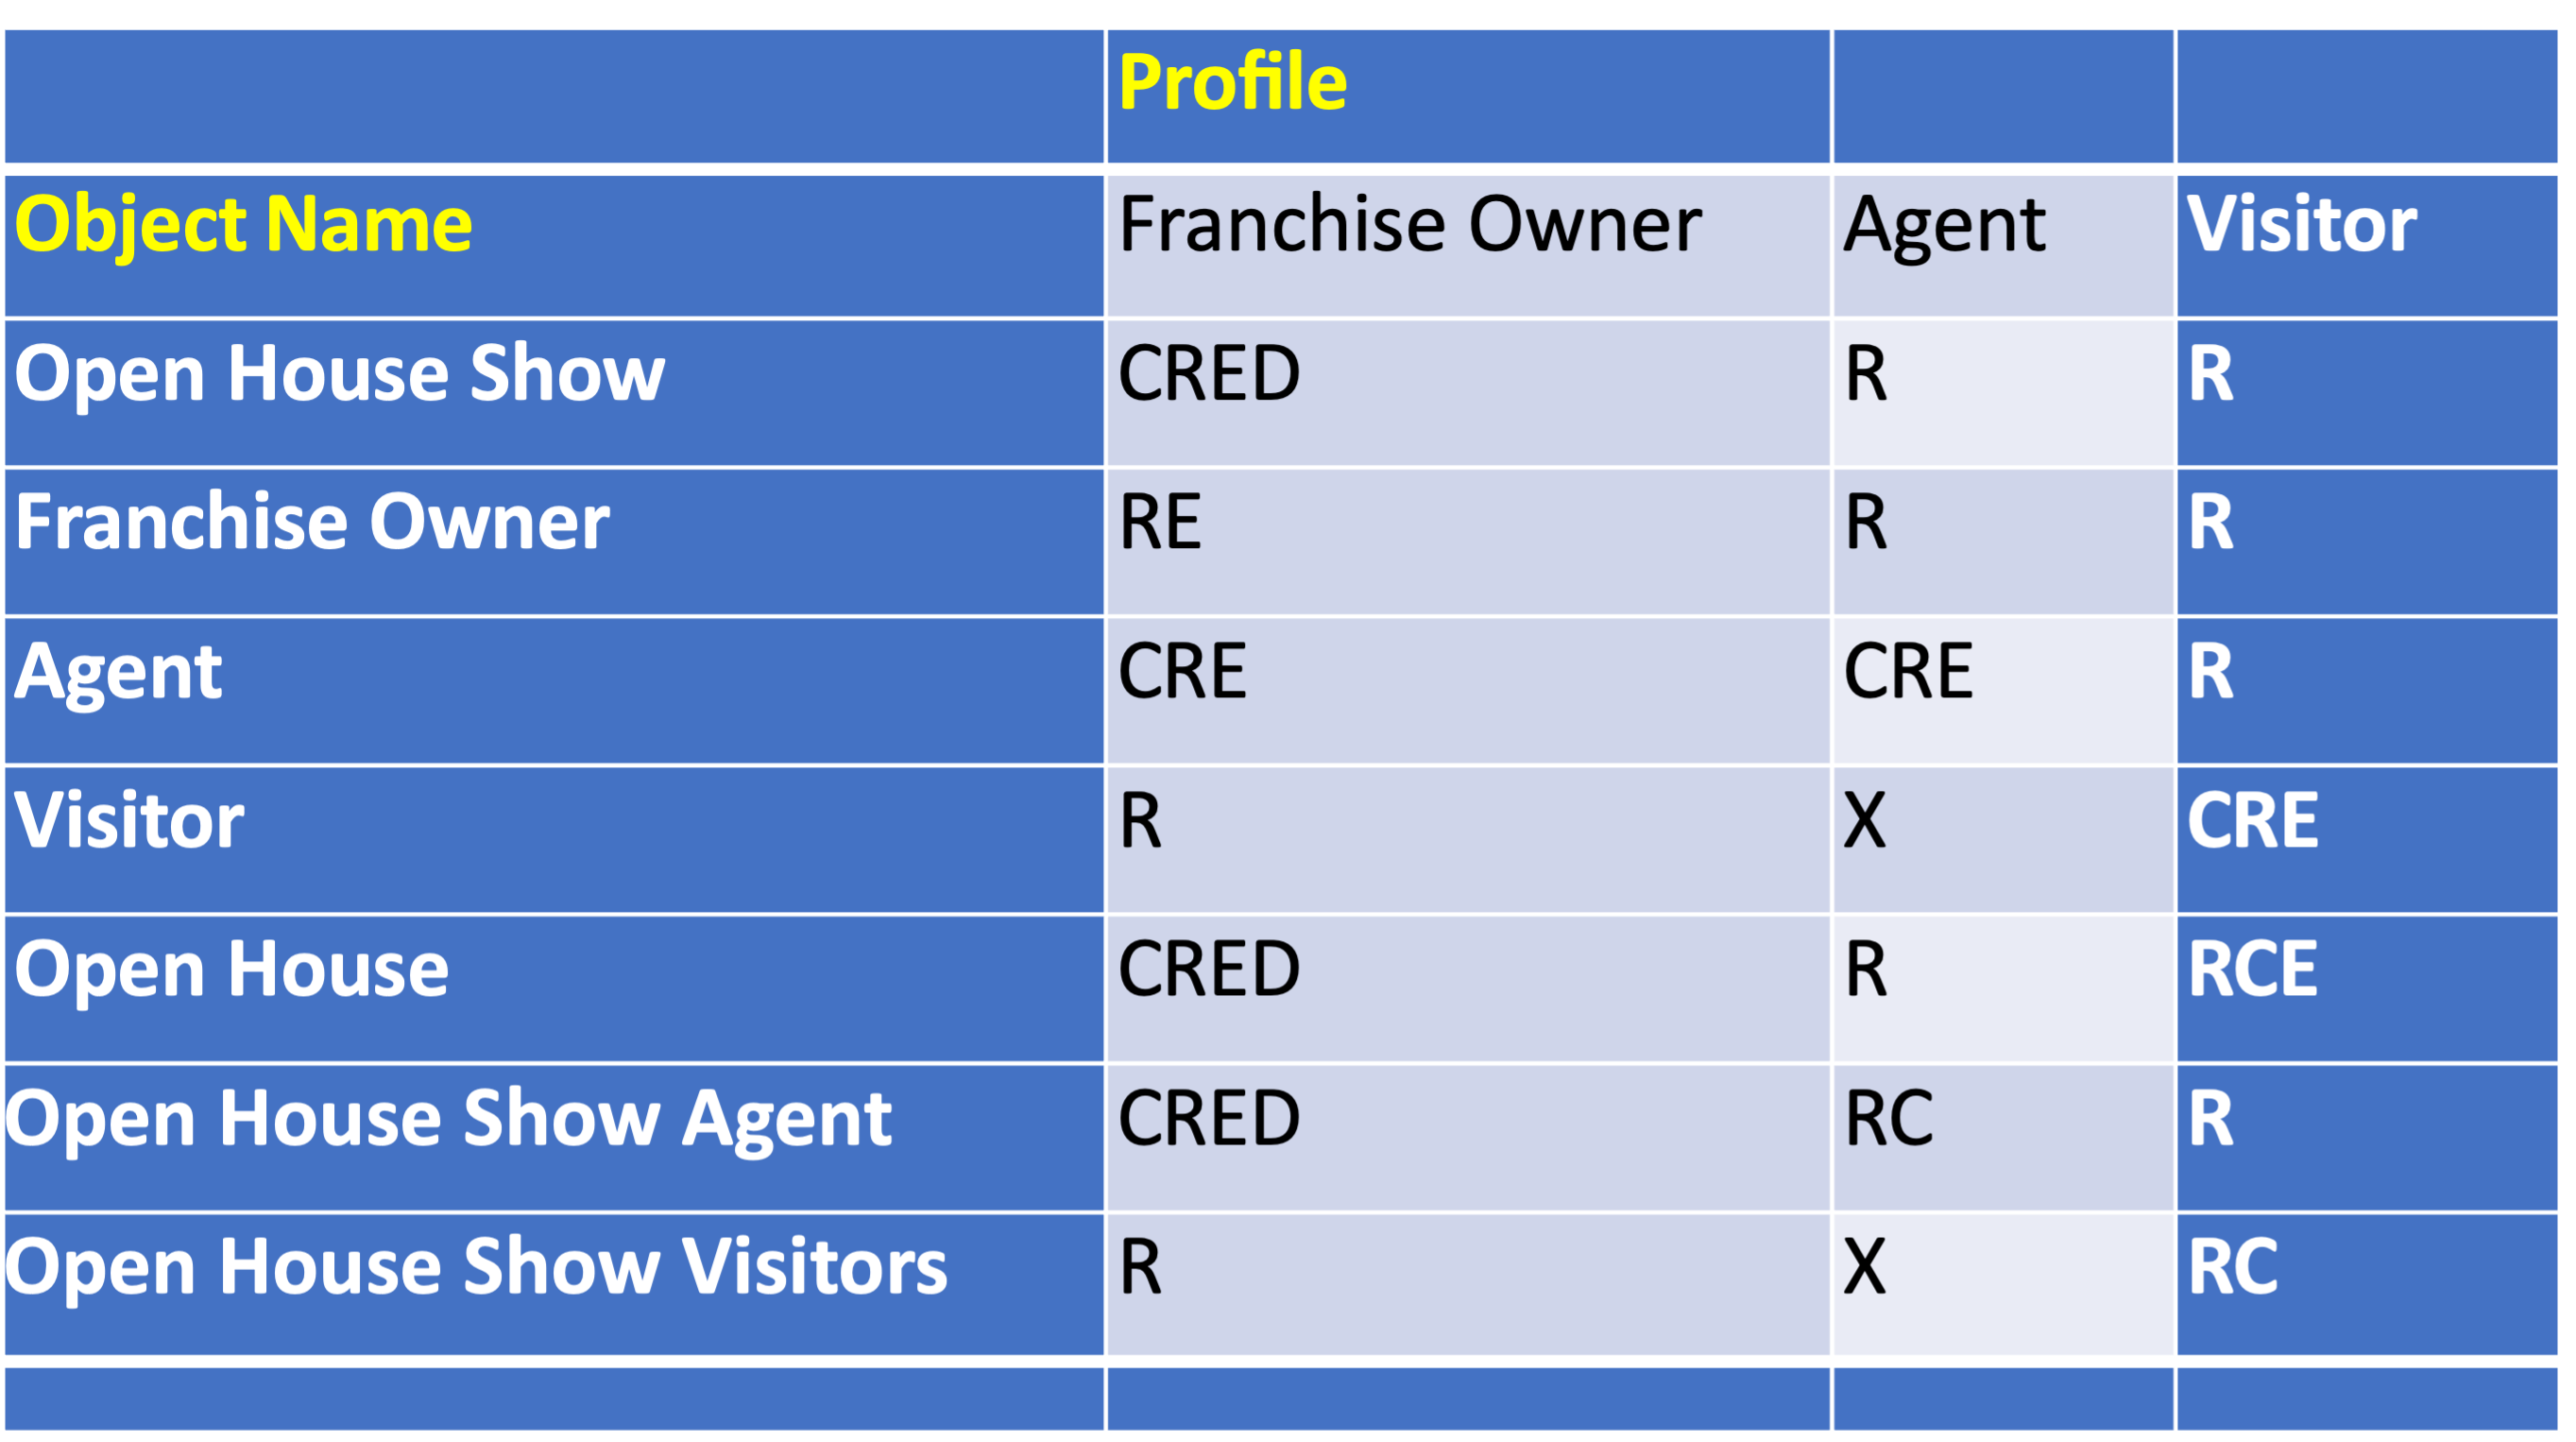 Profile
Object Name Franchise Owner Agent Visitor
Open House Show CRED R R
Franchise Owner RE R R
Agent CRE CRE R
Visitor R X CRE
Open House CRED R RCE
Open House Show Agent CRED RC R
Open House Show Visitors R X RC